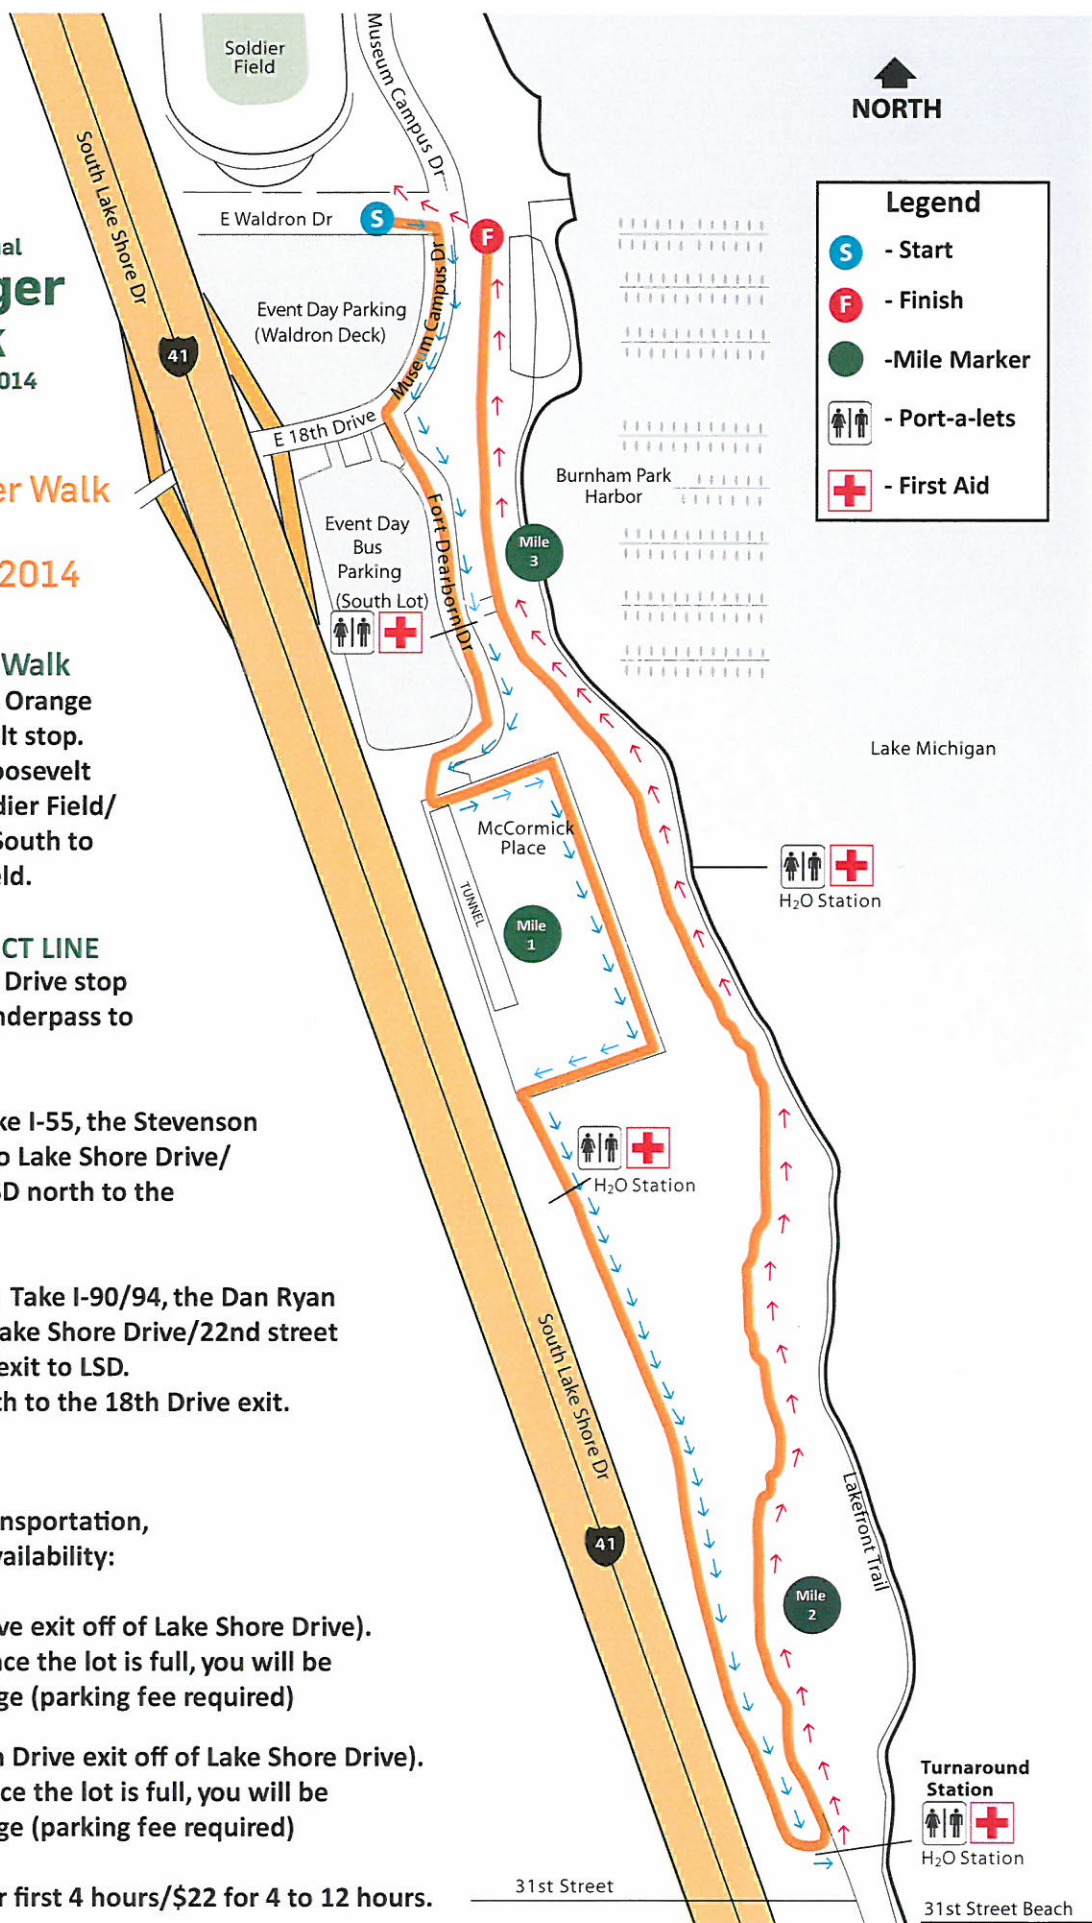 Soldier
Field
Museum Campus Dr
NORTH
South Lake Shore Dr
E Waldron Dr
S
F
Legend
S - Start
F - Finish
-Mile Marker
- Port-a-lets
- First Aid
2014
41
Event Day Parking
(Waldron Deck)
Museum Campus Dr
E 18th Drive
er Walk
2014
Event Day
Bus
Parking
(South Lot)
Fort Dearborn Dr
Burnham Park
Harbor
Mile
3
Walk
Orange
lt stop.
oosevelt
dier Field/
South to
eld.
Lake Michigan
McCormick
Place
TUNNEL
Mile
1
H2O Station
CT LINE
Drive stop
nderpass to
ke I-55, the Stevenson
o Lake Shore Drive/
SD north to the
H2O Station
Take I-90/94, the Dan Ryan
ake Shore Drive/22nd street
exit to LSD.
th to the 18th Drive exit.
South Lake Shore Dr
41
Lakefront Trail
Mile
2
nsportation,
vailability:
ve exit off of Lake Shore Drive).
nce the lot is full, you will be
ge (parking fee required)
n Drive exit off of Lake Shore Drive).
ce the lot is full, you will be
ge (parking fee required)
Turnaround
Station
H2O Station
r first 4 hours/$22 for 4 to 12 hours.
31st Street
31st Street Beach